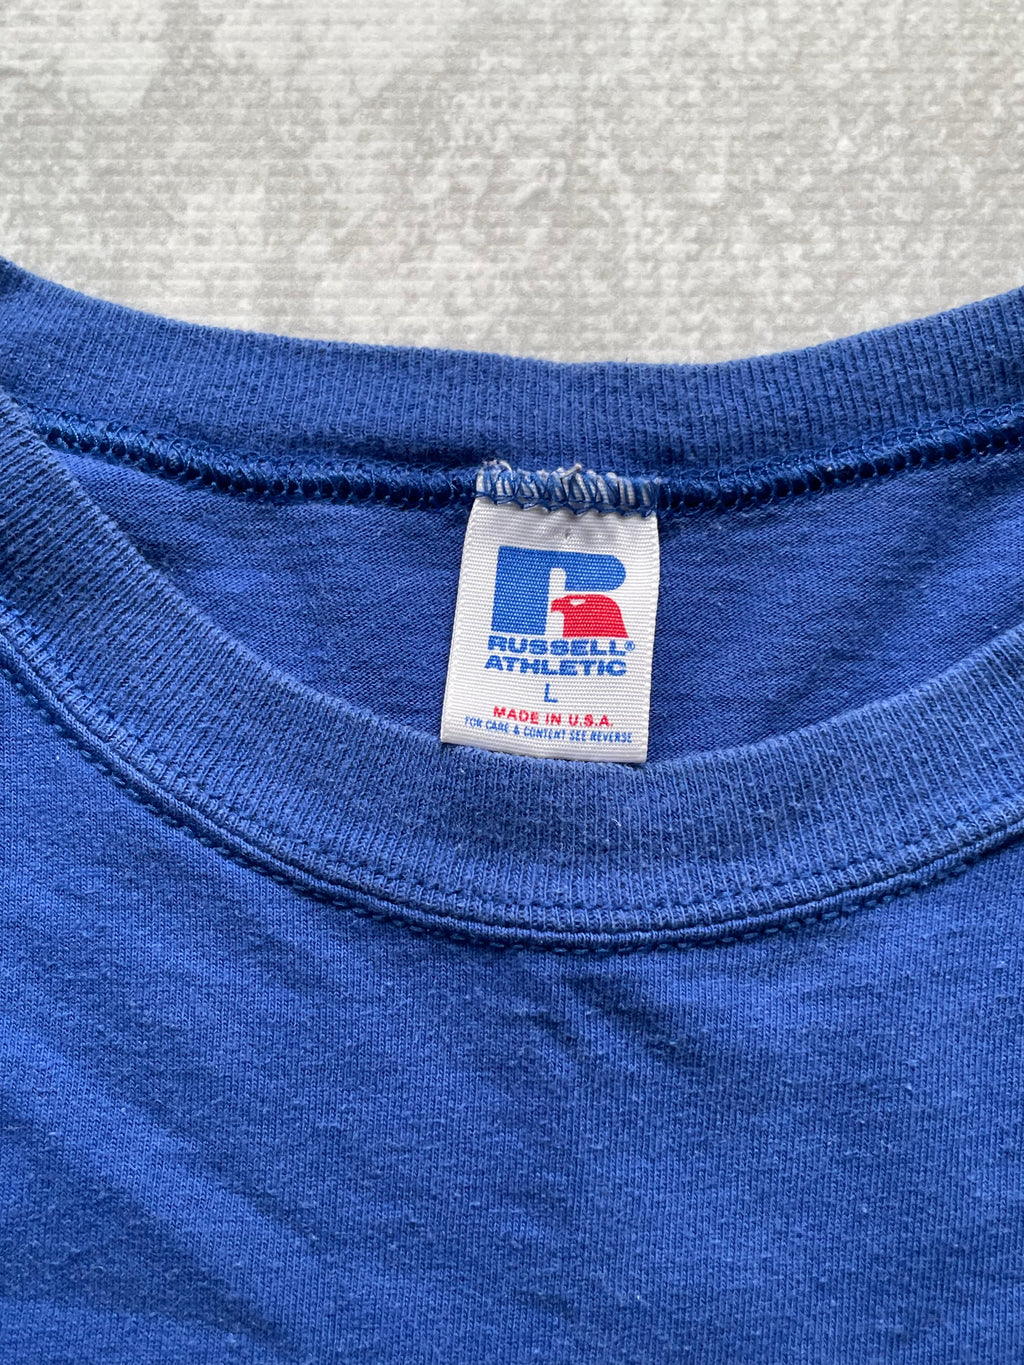 R
RUSSELL®
ATHLETIC
L
MADE IN U.S.A.
FOR CARE & CONTENT SEE REVERSE